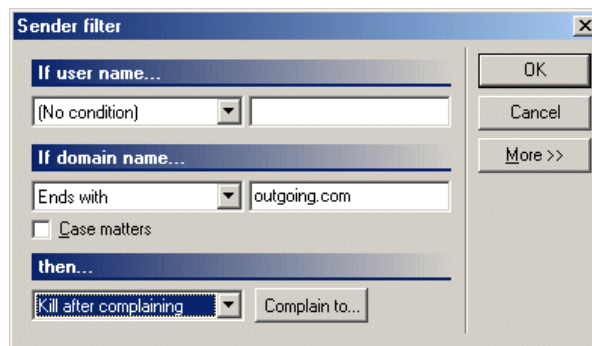 Sender filter
If user name...
OK
(No condition)
Cancel
If domain name...
More >>
Ends with outgoing.com
Case matters
then...
Kill after complaining Complain to...